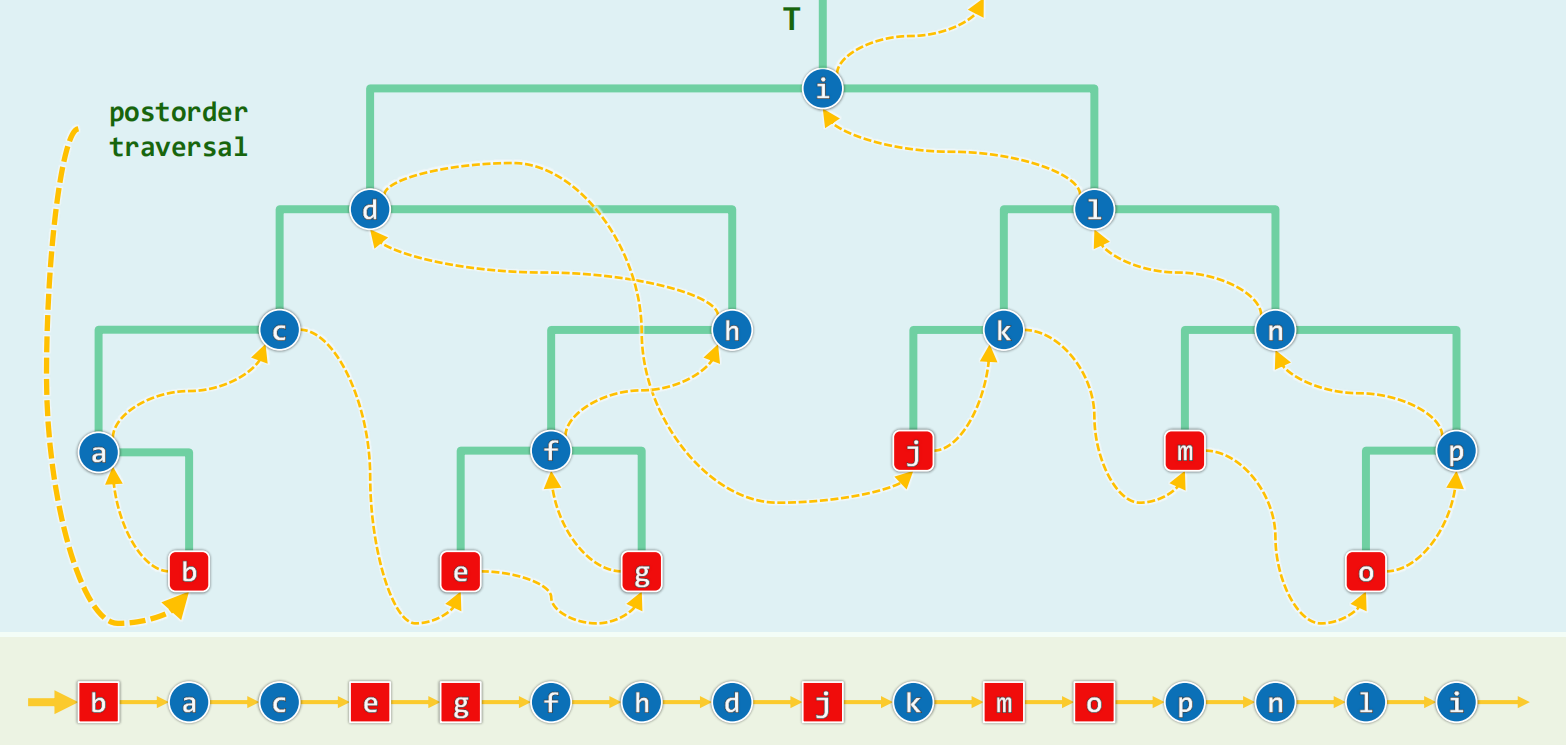 T
i
postorder
traversal
d
l
c
h
k
n
a
f
j
m
p
b
e
g
o
b a c e g f h d j k m o p n l i